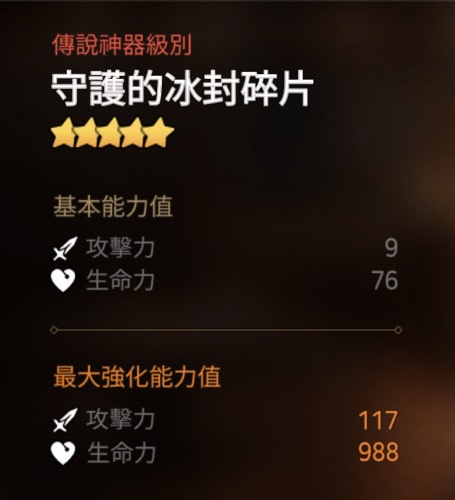 傳說神器級別
守護的冰封碎片
基本能力值
攻擊力 9
生命力 76
最大強化能力值
攻擊力 117
生命力 988